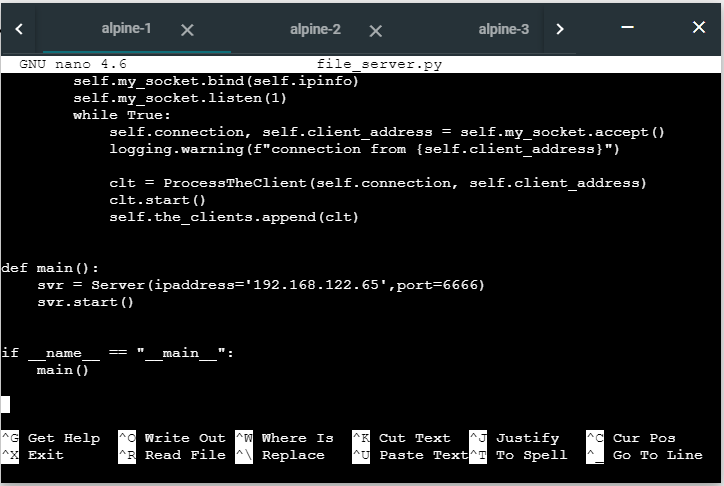 alpine-1 alpine-2 alpine-3
GNU nano 4.6 file_server.py
self.my_socket.bind(self.ipinfo)
self.my_socket.listen(1)
while True:
self.connection, self.client_address = self.my_socket.accept()
logging.warning(f"connection from {self.client_address}")
clt = ProcessTheClient(self.connection, self.client_address)
clt.start()
self.the_clients.append(clt)
def main():
svr = Server(ipaddress='192.168.122.65',port=6666)
svr.start()
if __name__ == "__main__":
main()
^G Get Help ^O Write Out ^W Where Is ^K Cut Text ^J Justify ^C Cur Pos
^X Exit ^R Read File ^\ Replace ^U Paste Text ^T To Spell ^_ Go To Line